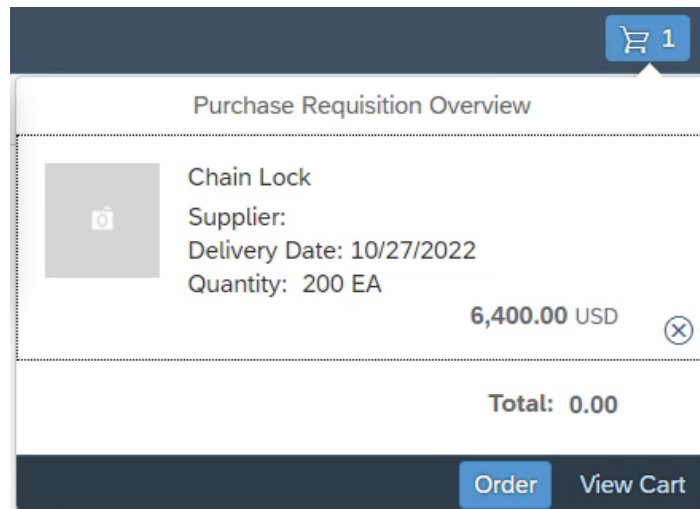 1
Purchase Requisition Overview
Chain Lock
Supplier:
Delivery Date: 10/27/2022
Quantity: 200 EA
6,400.00 USD
Total: 0.00
Order View Cart